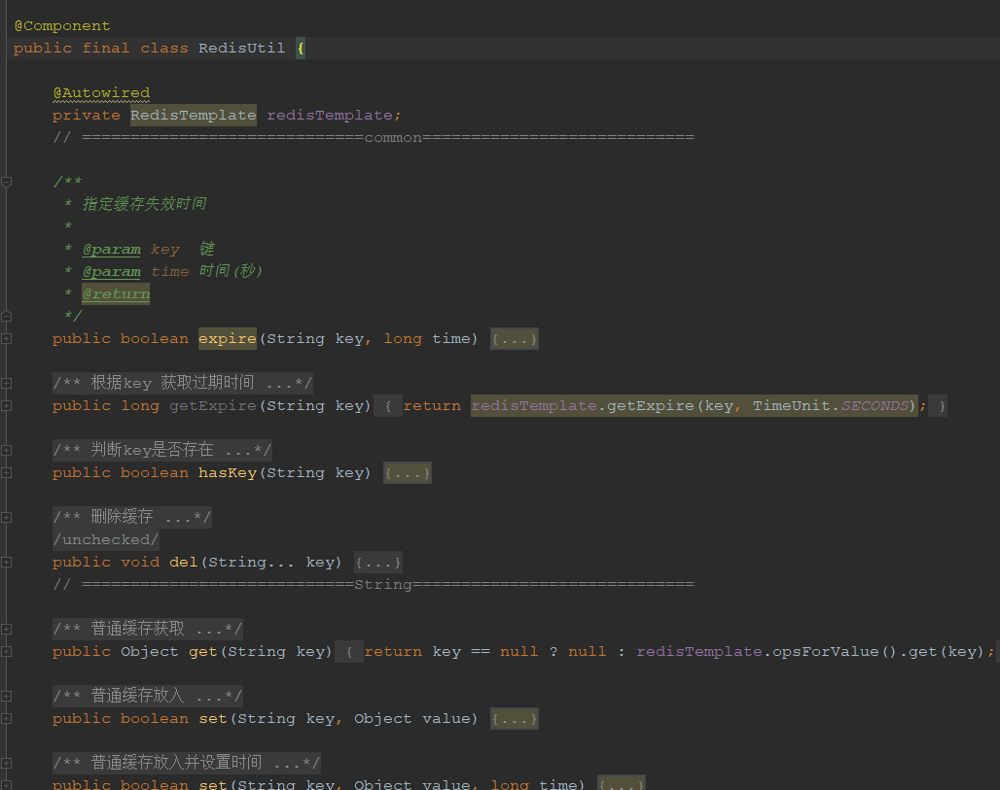 @Component
public final class RedisUtil {
@Autowired
private RedisTemplate redisTemplate;
// =============================common============================
/**
* 指定缓存失效时间
*
* @param key 键
* @param time 时间(秒)
* @return
*/
public boolean expire(String key, long time) {...}
/** 根据key 获取过期时间 ...*/
public long getExpire(String key) { return redisTemplate.getExpire(key, TimeUnit.SECONDS); }
/** 判断key是否存在 ...*/
public boolean hasKey(String key) {...}
/** 删除缓存 ...*/
/unchecked/
public void del(String... key) {...}
// ============================String=============================
/** 普通缓存获取 ...*/
public Object get(String key) { return key == null ? null : redisTemplate.opsForValue().get(key);
/** 普通缓存放入 ...*/
public boolean set(String key, Object value) {...}
/** 普通缓存放入并设置时间 ...*/
public boolean set(String key, Object value, long time) {...}